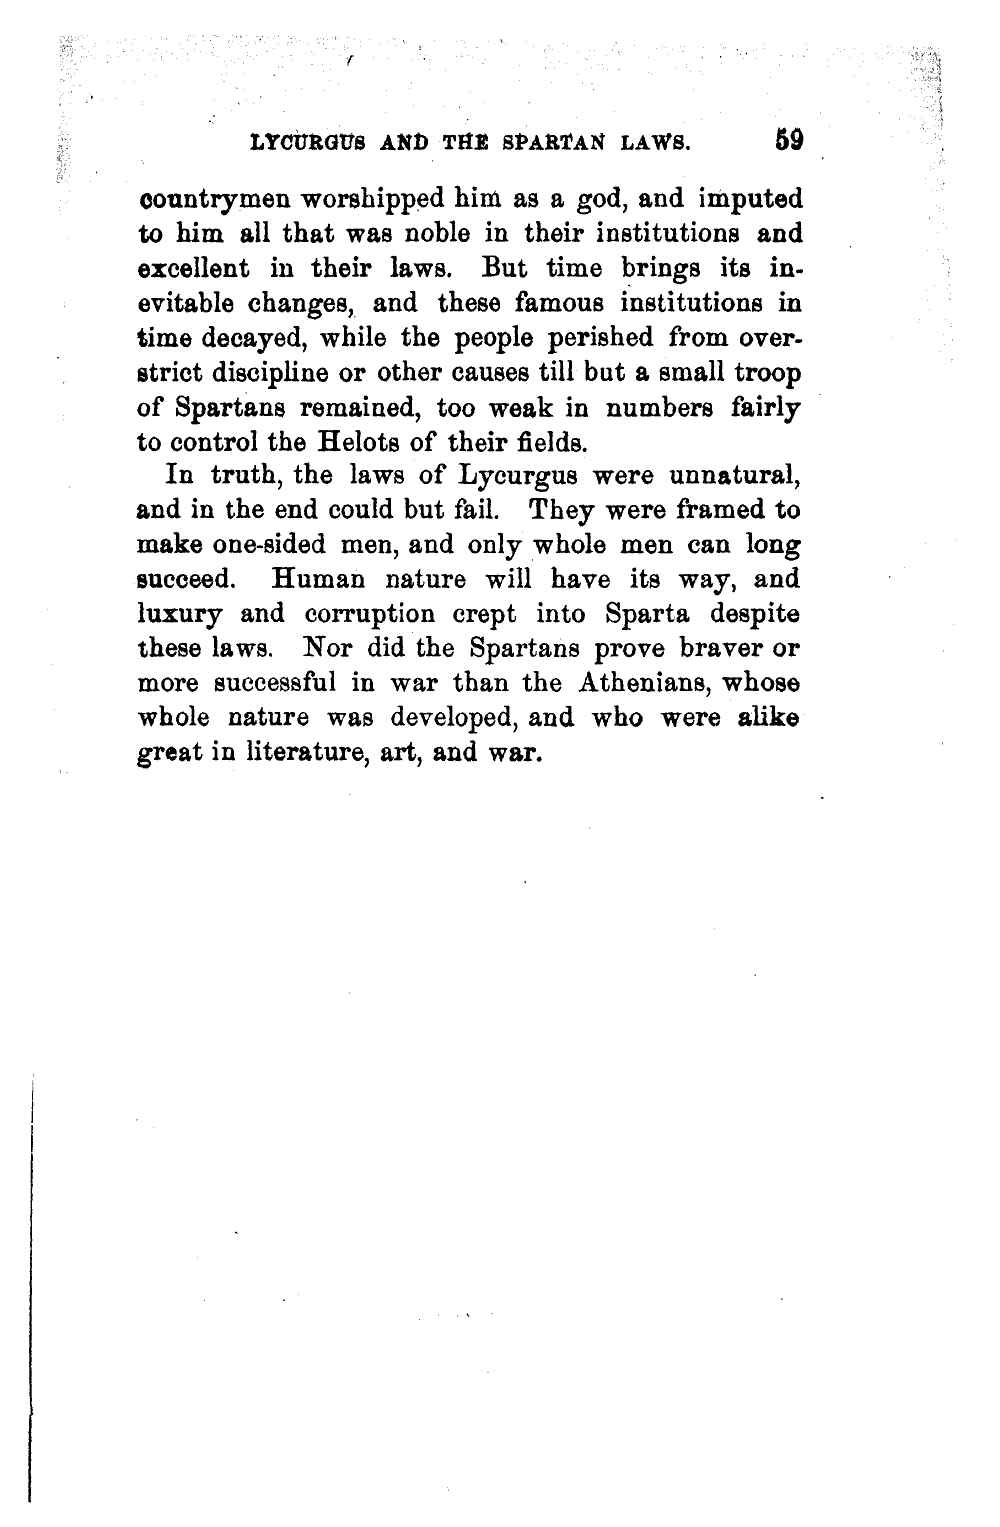 LYCURGUS AND THE SPARTAN LAWS. 59
countrymen worshipped him as a god, and imputed
to him all that was noble in their institutions and
excellent in their laws. But time brings its in-
evitable changes, and these famous institutions in
time decayed, while the people perished from over-
strict discipline or other causes till but a small troop
of Spartans remained, too weak in numbers fairly
to control the Helots of their fields.
In truth, the laws of Lycurgus were unnatural,
and in the end could but fail. They were framed to
make one-sided men, and only whole men can long
succeed. Human nature will have its way, and
luxury and corruption crept into Sparta despite
these laws. Nor did the Spartans prove braver or
more successful in war than the Athenians, whose
whole nature was developed, and who were alike
great in literature, art, and war.